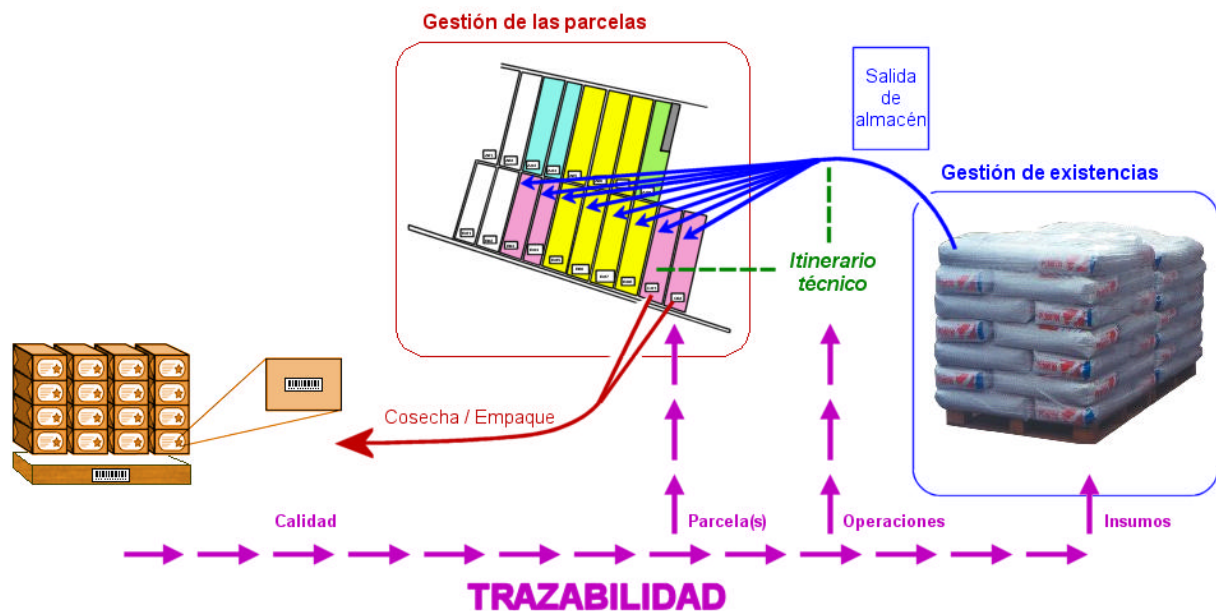 Gestión de las parcelas
Salida
de
almacén
Gestión de existencias
Itinerario
técnico
Cosecha / Empaque
Calidad
Parcela(s)
Operaciones
Insumos
TRAZABILIDAD